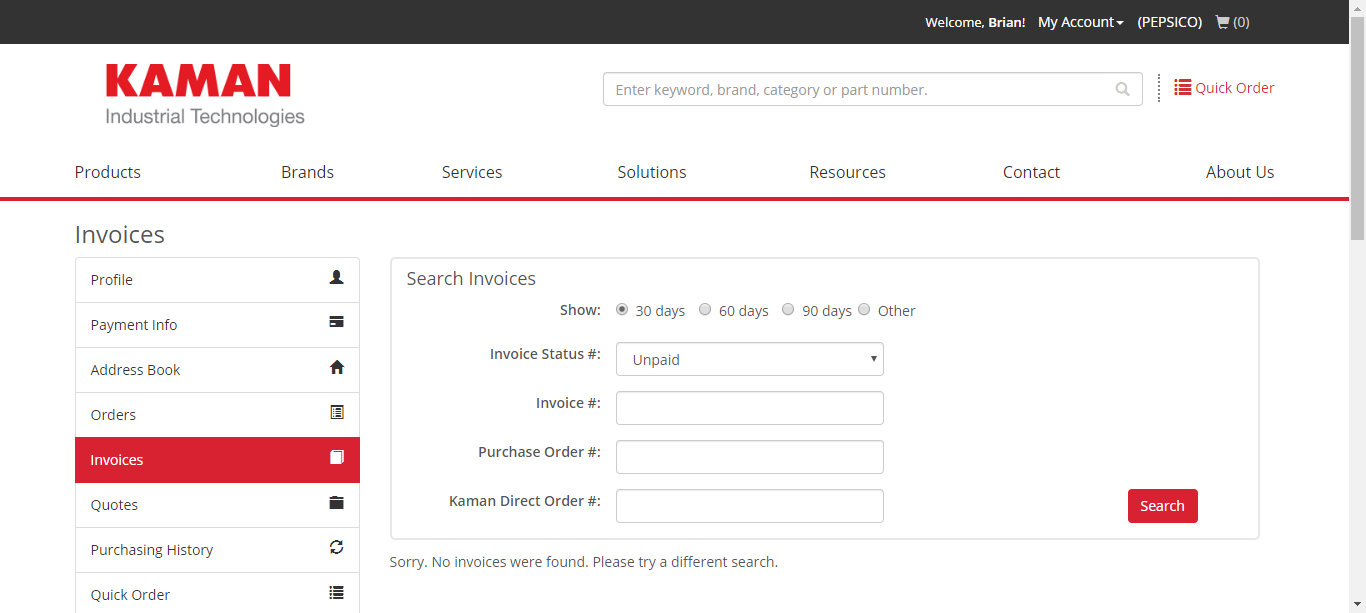 Welcome, Brian! My Account (PEPSICO) (0)
KAMAN
Industrial Technologies
Enter keyword, brand, category or part number.
Quick Order
Products Brands Services Solutions Resources Contact About Us
Invoices
Profile
Payment Info
Address Book
Orders
Invoices
Quotes
Purchasing History
Quick Order
Search Invoices
Show: 30 days 60 days 90 days Other
Invoice Status #: Unpaid
Invoice #:
Purchase Order #:
Kaman Direct Order #:
Search
Sorry. No invoices were found. Please try a different search.